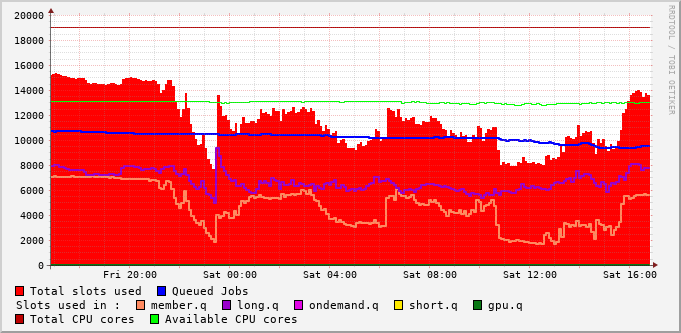 20000
18000
16000
14000
12000
10000
8000
6000
4000
2000
0
Fri 20:00 Sat 00:00 Sat 04:00 Sat 08:00 Sat 12:00 Sat 16:00
RRDTOOL / TOBI OETIKER
Total slots used Queued Jobs
Slots used in : member.q long.q ondemand.q short.q gpu.q
Total CPU cores Available CPU cores